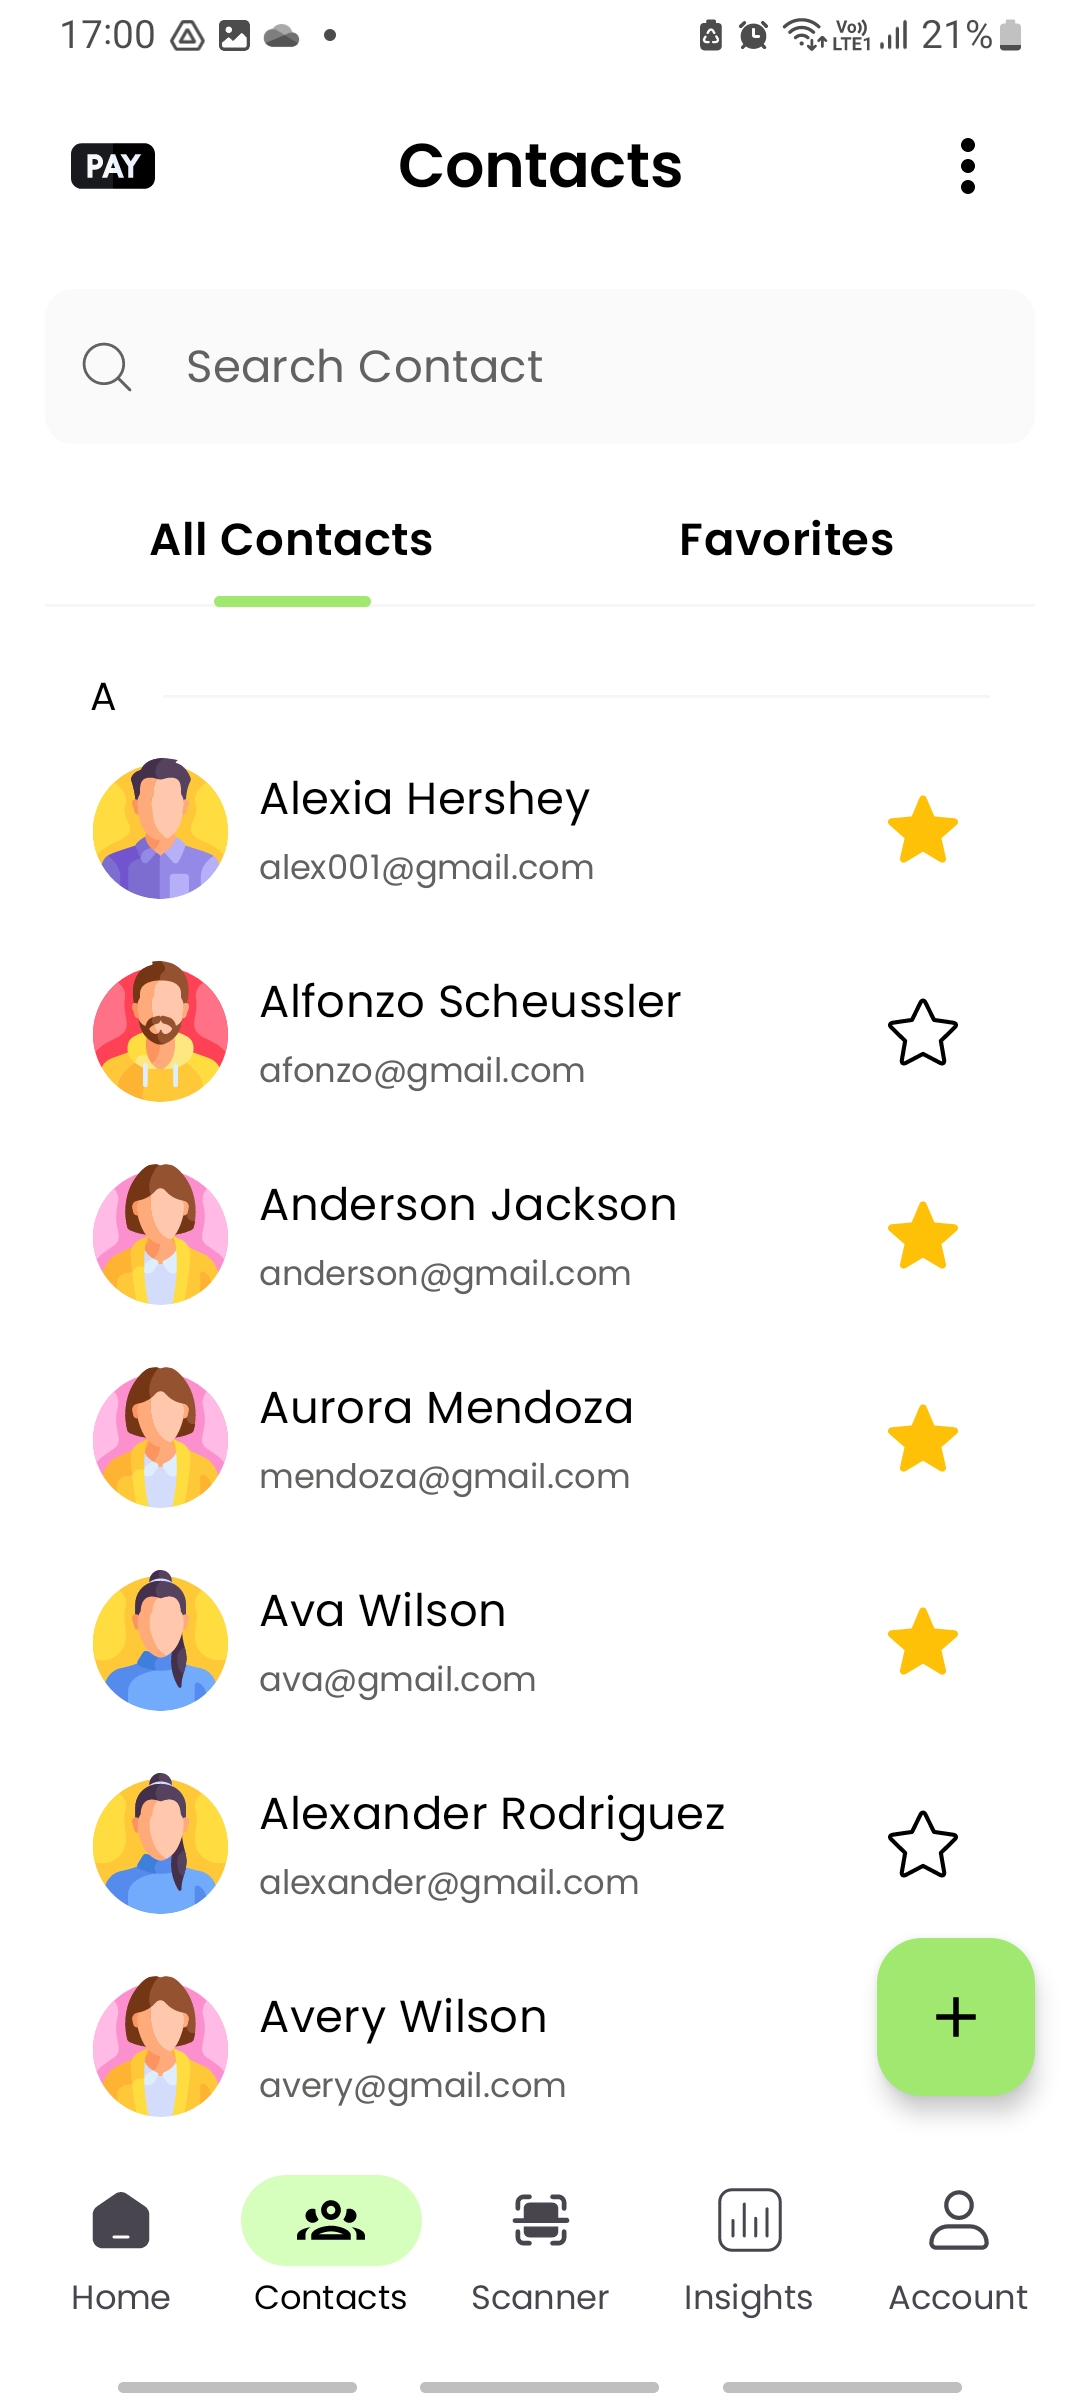 17:00 Vo)) LTE1 21%
PAY Contacts
Search Contact
All Contacts Favorites
A
Alexia Hershey
alex001@gmail.com
Alfonzo Scheussler
afonzo@gmail.com
Anderson Jackson
anderson@gmail.com
Aurora Mendoza
mendoza@gmail.com
Ava Wilson
ava@gmail.com
Alexander Rodriguez
alexander@gmail.com
Avery Wilson
avery@gmail.com
Home Contacts Scanner Insights Account